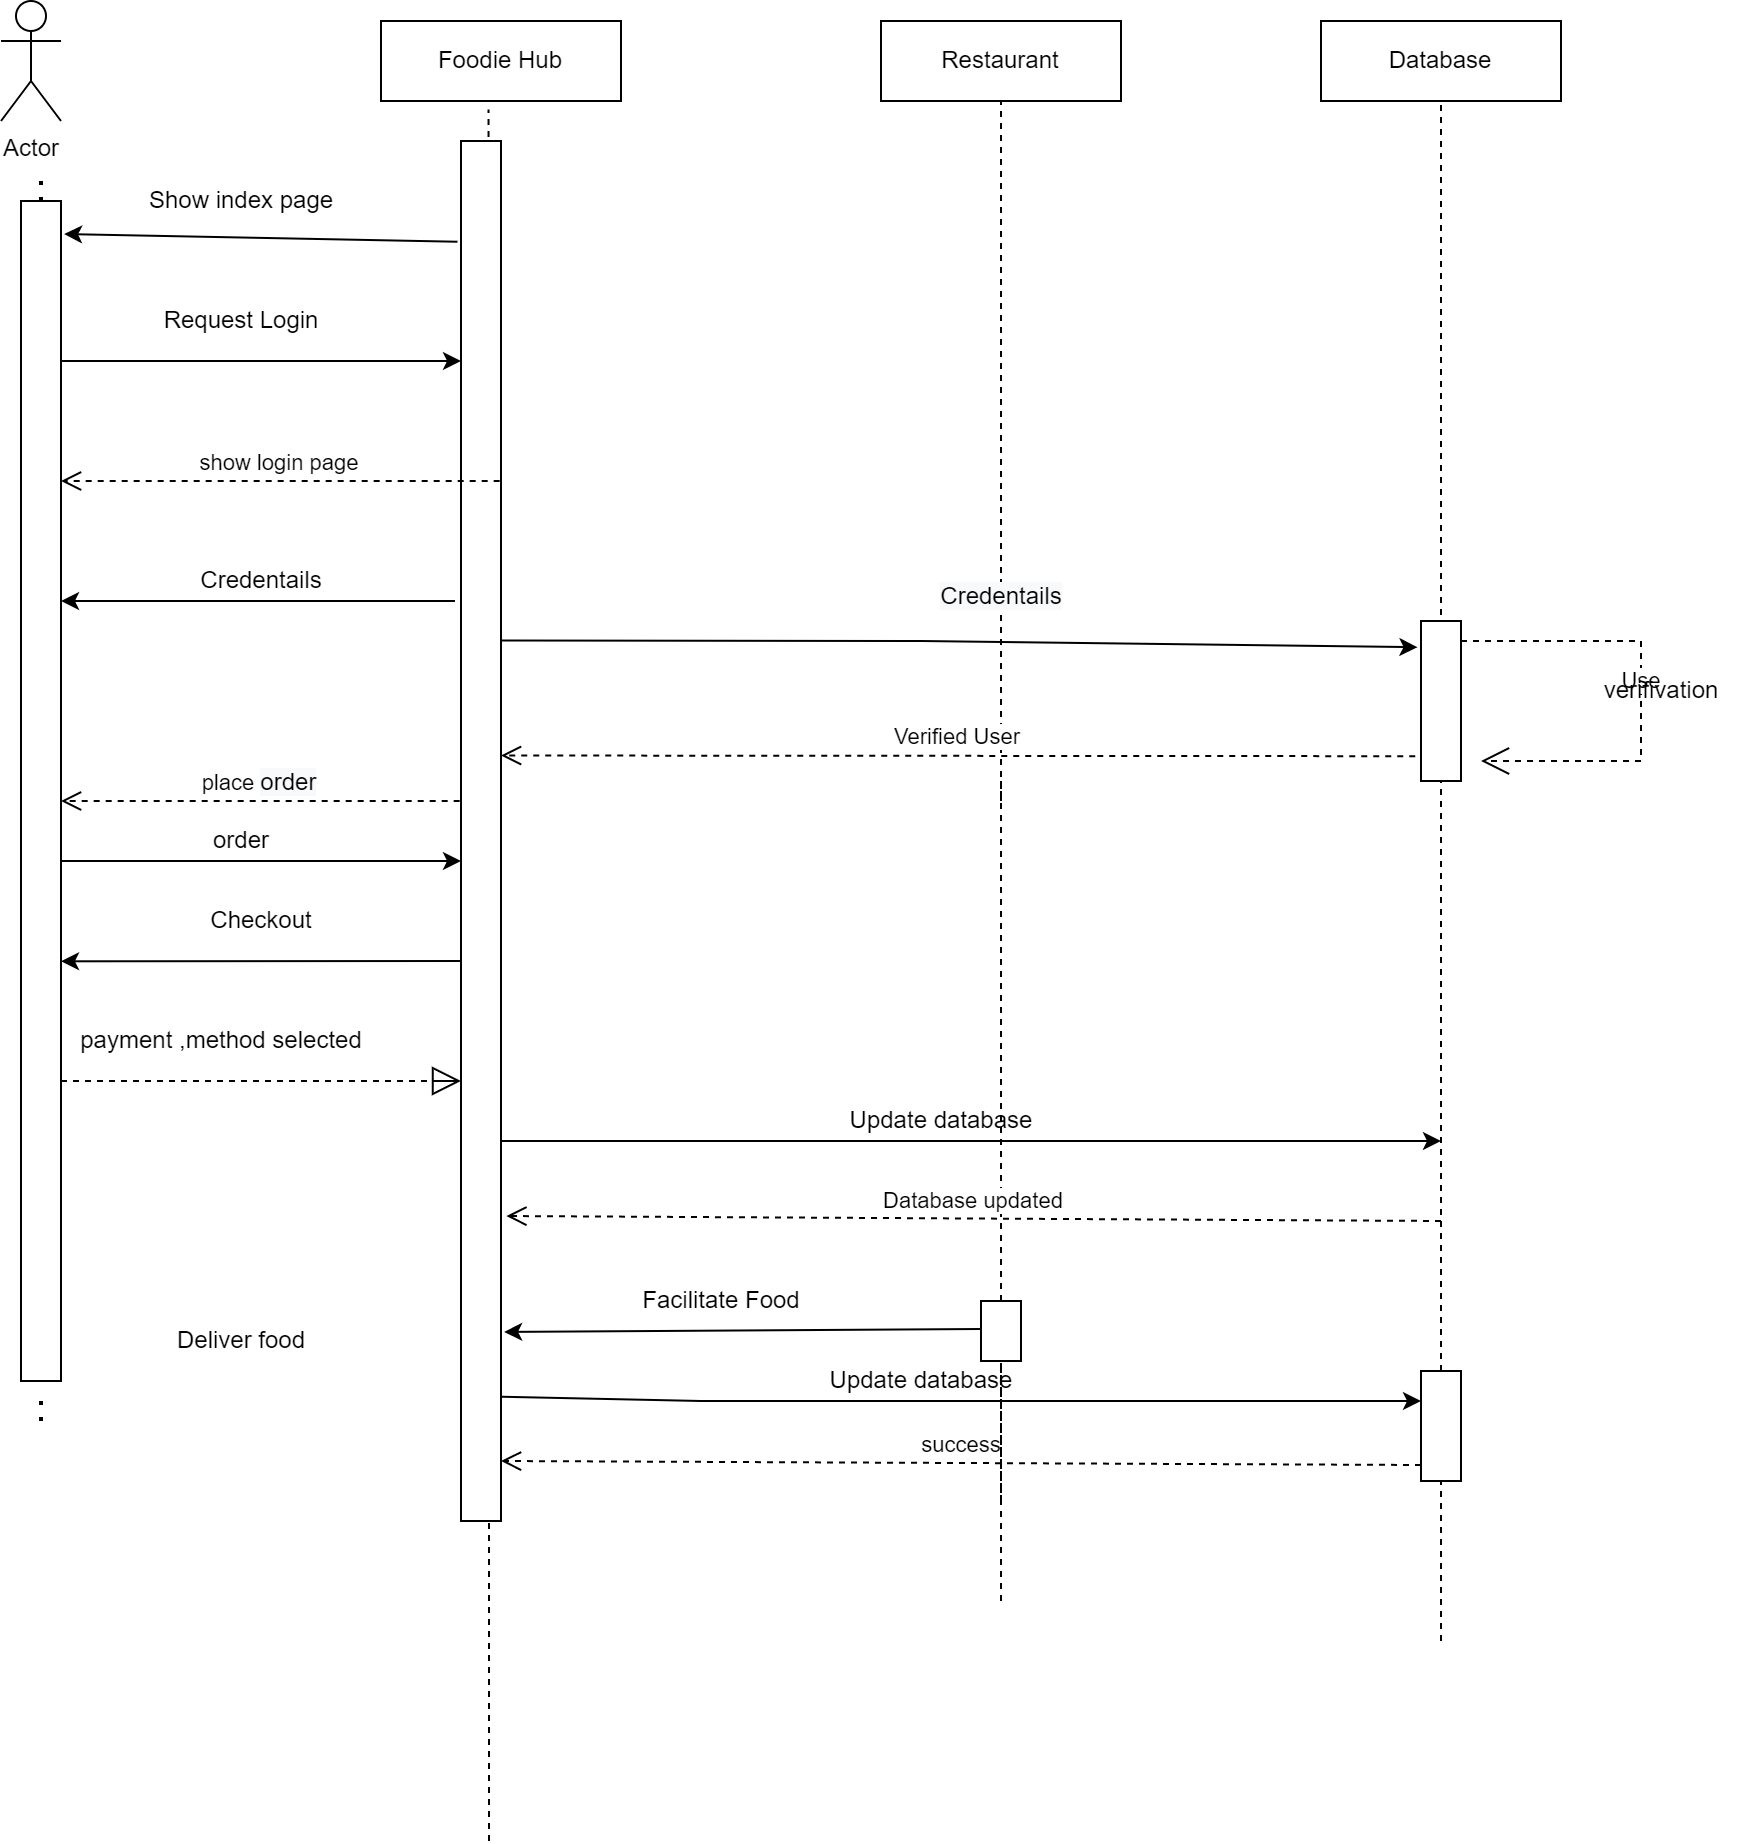 Foodie Hub
Restaurant
Database
Actor
Show index page
Request Login
show login page
Credentails
Credentails
Use
verifivation
Verified User
place order
order
Checkout
payment ,method selected
Update database
Database updated
Facilitate Food
Deliver food
Update database
success